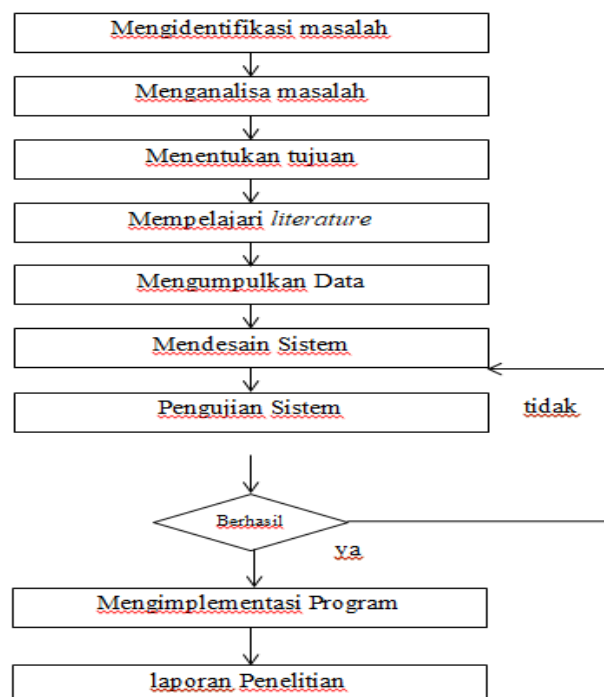 Mengidentifikasi masalah
Menganalisa masalah
Menentukan tujuan
Mempelajari literature
Mengumpulkan Data
Mendesain Sistem
Pengujian Sistem
tidak
Berhasil
ya
Mengimplementasi Program
laporan Penelitian